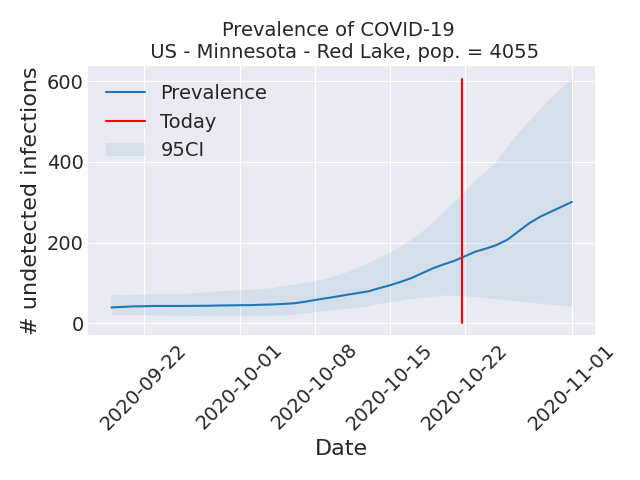 Prevalence of COVID-19
US - Minnesota - Red Lake, pop. = 4055
# undetected infections
600
400
200
0
Prevalence
Today
95CI
2020-09-22
2020-10-01
2020-10-08
2020-10-15
2020-10-22
2020-11-01
Date